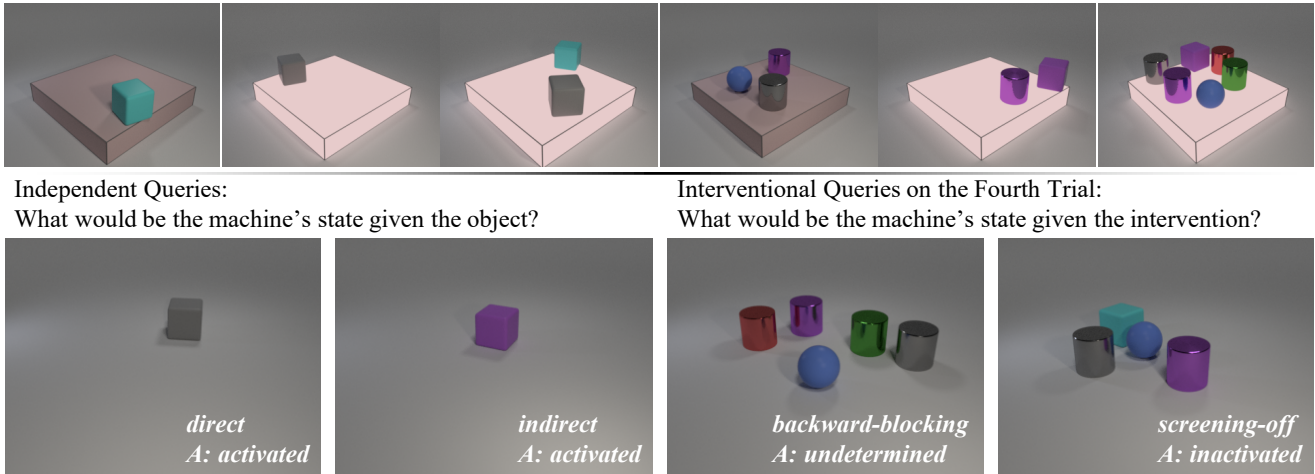 Independent Queries:
What would be the machine's state given the object?
Interventional Queries on the Fourth Trial:
What would be the machine's state given the intervention?
direct
A: activated
indirect
A: activated
backward-blocking
A: undetermined
screening-off
A: inactivated